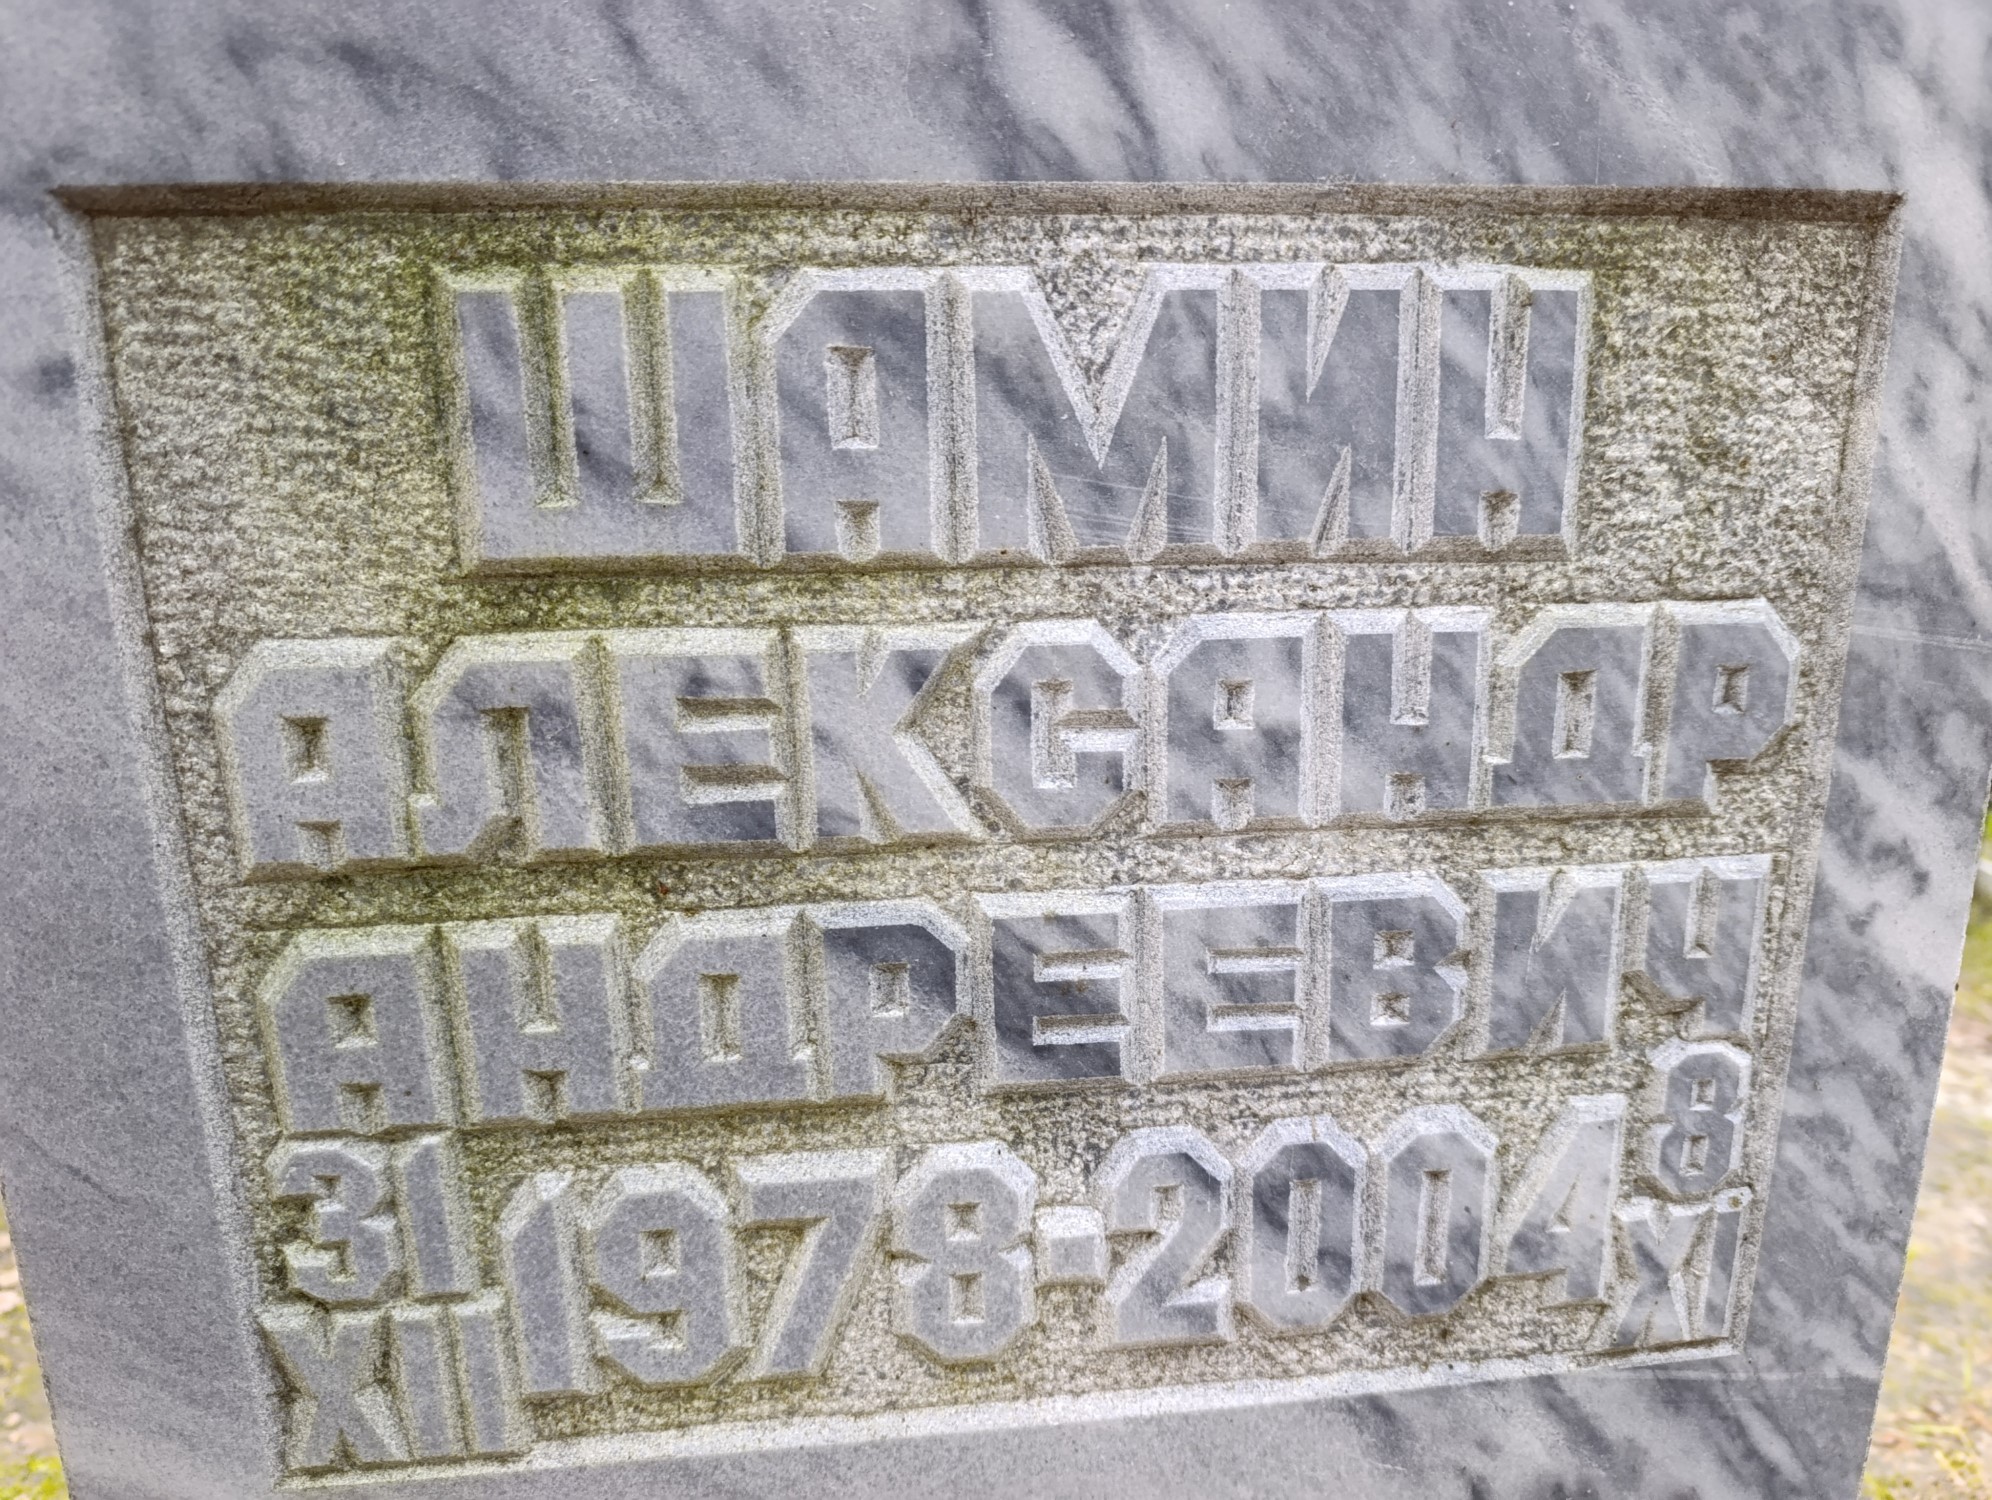 ШАМИН
АЛЕКСАНДР
АНДРЕЕВИЧ
31 XII 1978-2004 8 XI